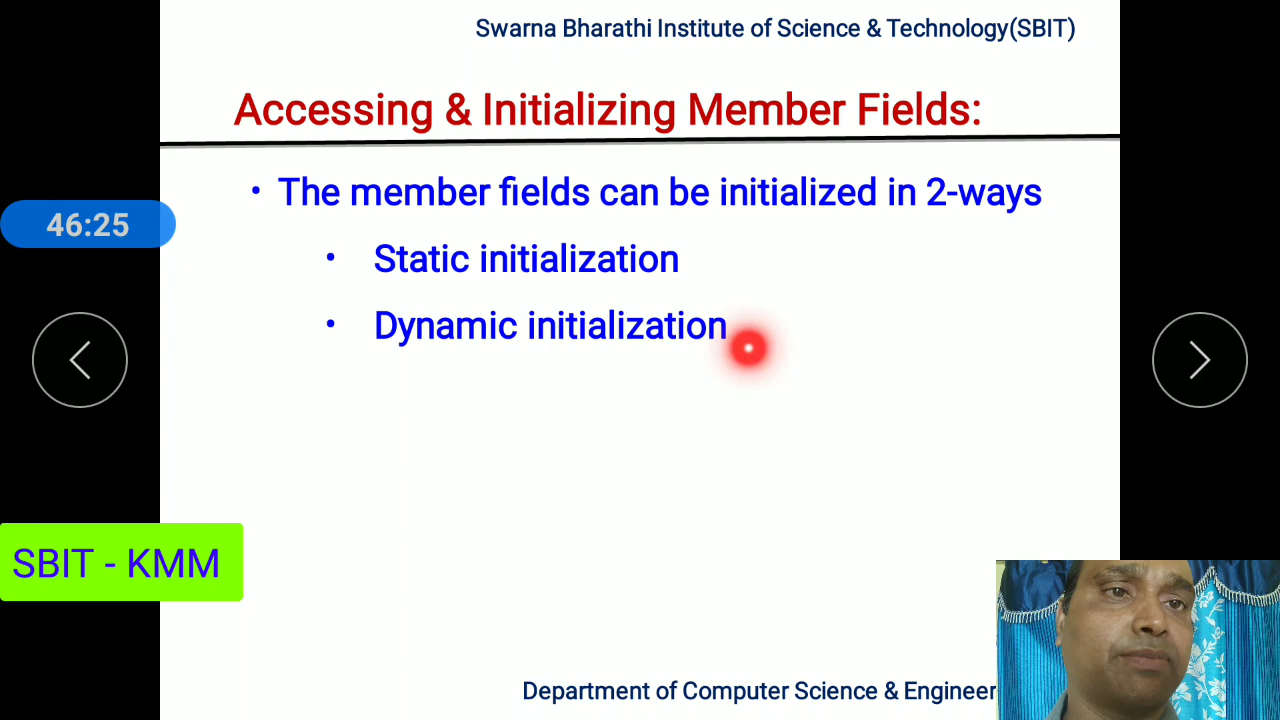 Swarna Bharathi Institute of Science & Technology(SBIT)
Accessing & Initializing Member Fields:
• The member fields can be initialized in 2-ways
46:25
• Static initialization
• Dynamic initialization
SBIT - KMM
Department of Computer Science & Engineer